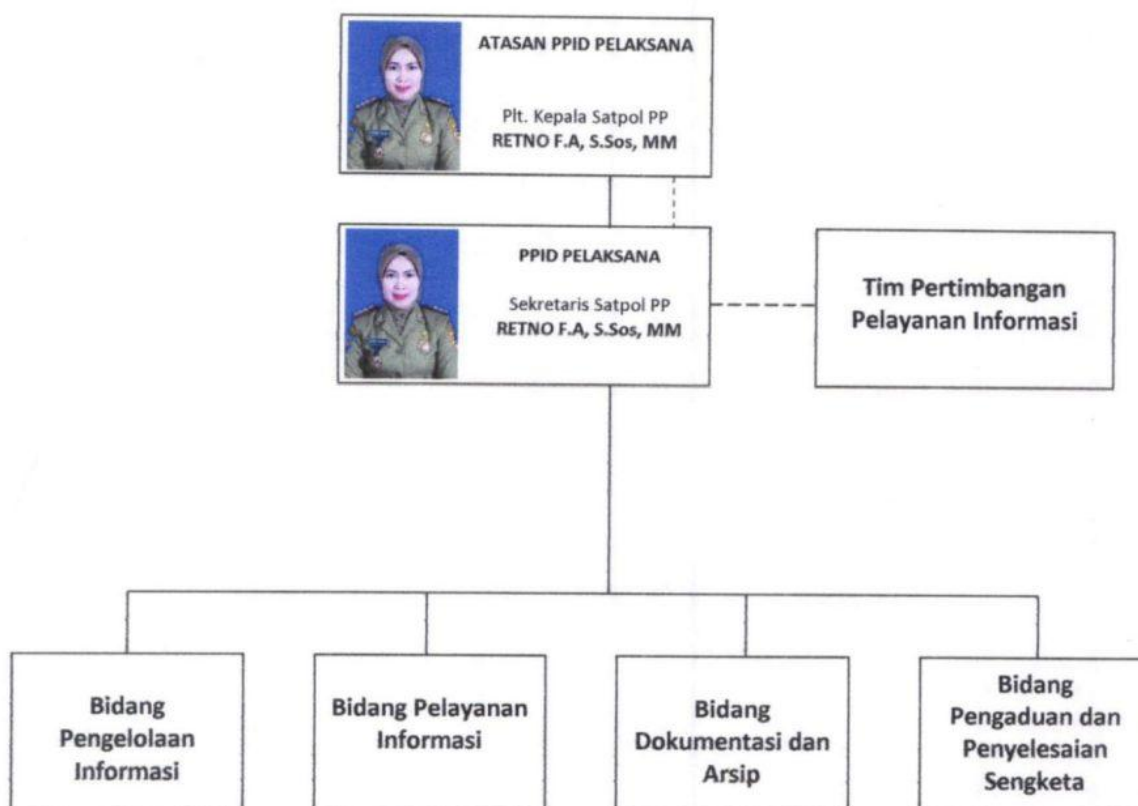 ATASAN PPID PELAKSANA
Plt. Kepala Satpol PP
RETNO F.A, S.Sos, MM
PPID PELAKSANA
Sekretaris Satpol PP
RETNO F.A, S.Sos, MM
Tim Pertimbangan
Pelayanan Informasi
Bidang
Pengelolaan
Informasi
Bidang Pelayanan
Informasi
Bidang
Dokumentasi dan
Arsip
Bidang
Pengaduan dan
Penyelesaian
Sengketa